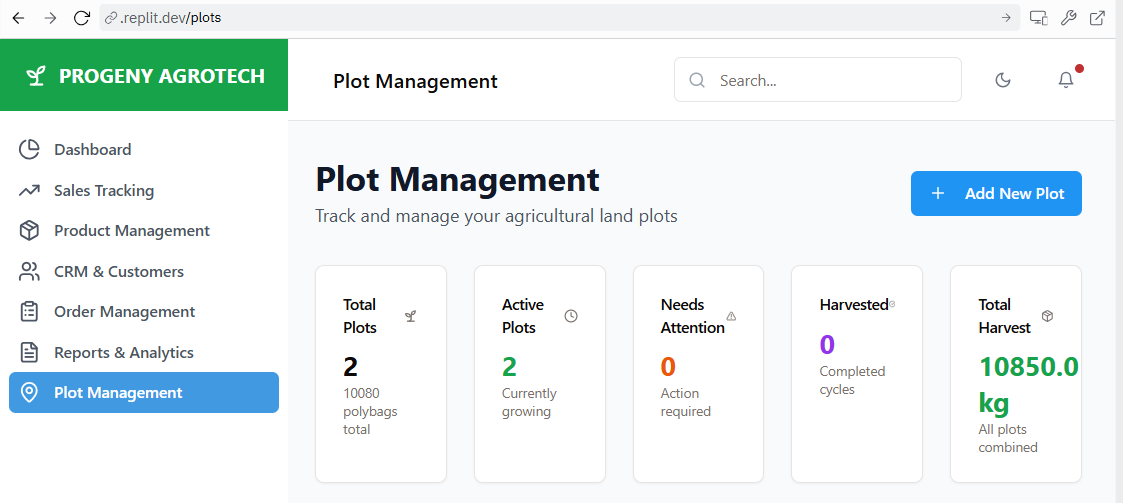 .replit.dev/plots
PROGENY AGROTECH
Plot Management
Search...
Dashboard
Sales Tracking
Product Management
CRM & Customers
Order Management
Reports & Analytics
Plot Management
Plot Management
Track and manage your agricultural land plots
Add New Plot
Total
Plots
2
10080
polybags
total
Active
Plots
2
Currently
growing
Needs
Attention
0
Action
required
Harvested
0
Completed
cycles
Total
Harvest
10850.0
kg
All plots
combined